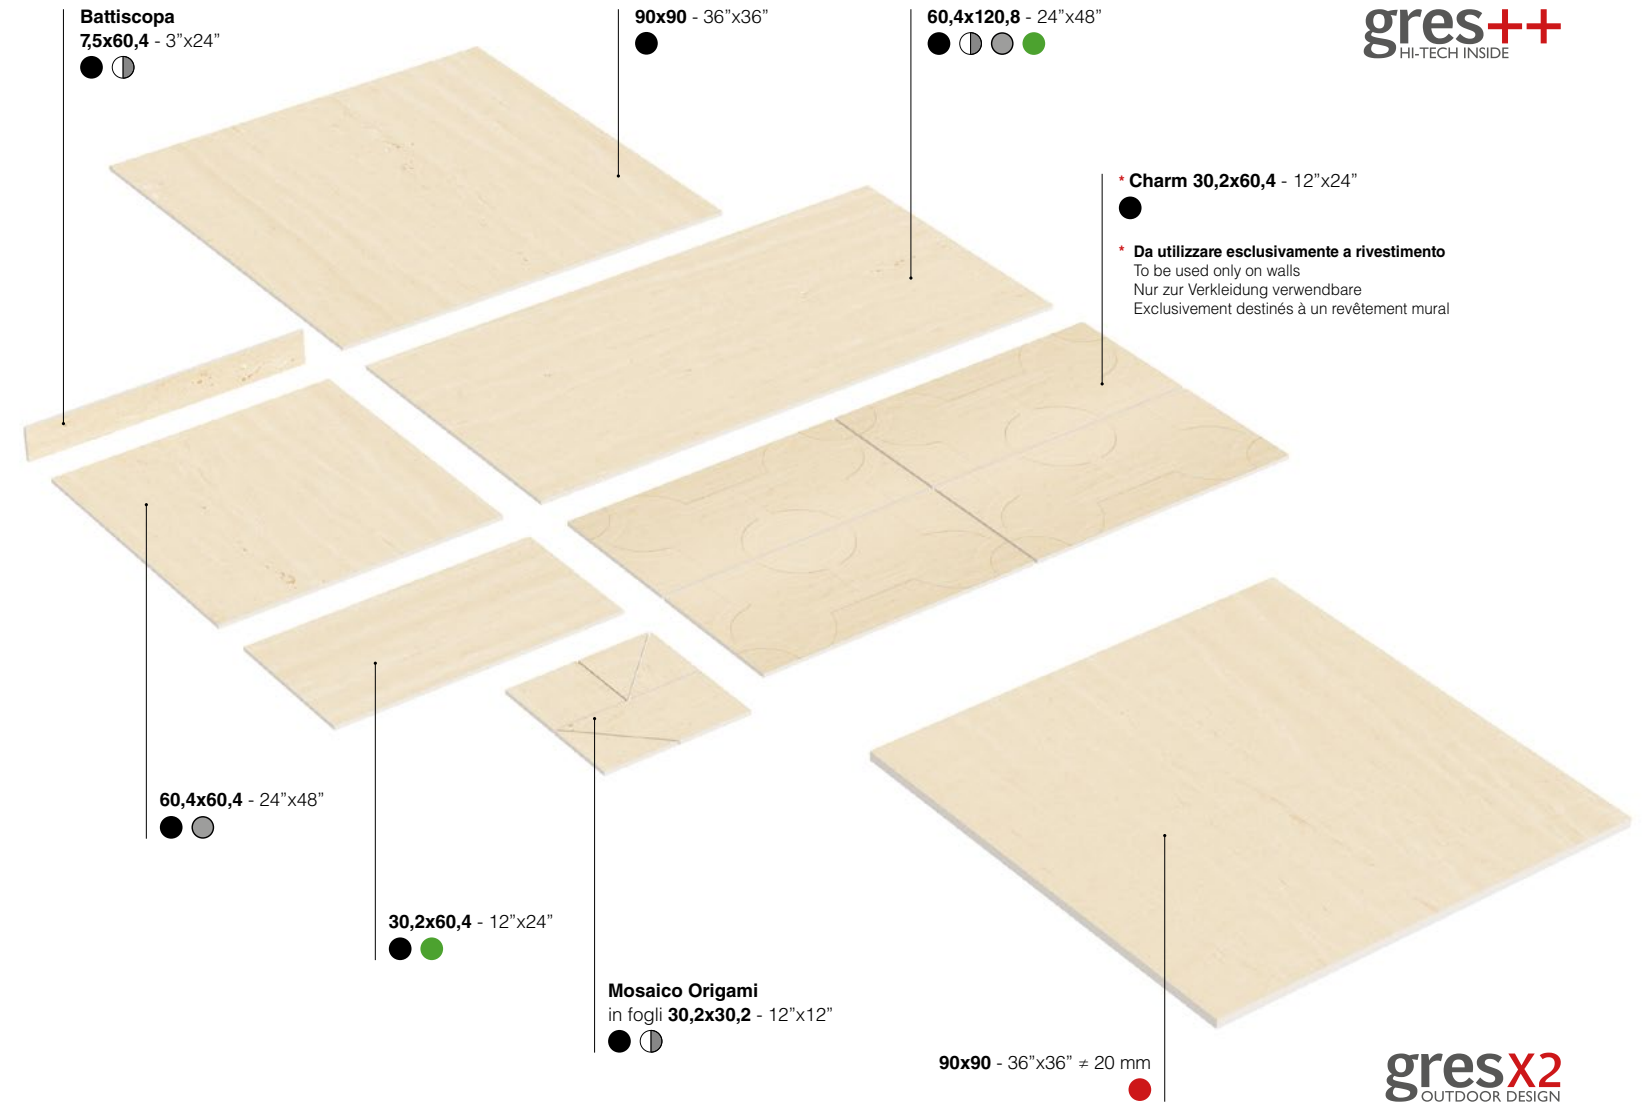 Battiscopa
7,5x60,4 - 3”x24”
90x90 - 36”x36”
60,4x120,8 - 24”x48”
gres++
HI-TECH INSIDE
* Charm 30,2x60,4 - 12”x24”
* Da utilizzare esclusivamente a rivestimento
To be used only on walls
Nur zur Verkleidung verwendbare
Exclusivement destinés à un revêtement mural
60,4x60,4 - 24”x48”
30,2x60,4 - 12”x24”
Mosaico Origami
in fogli 30,2x30,2 - 12”x12”
90x90 - 36”x36” ≠ 20 mm
gresx2
OUTDOOR DESIGN